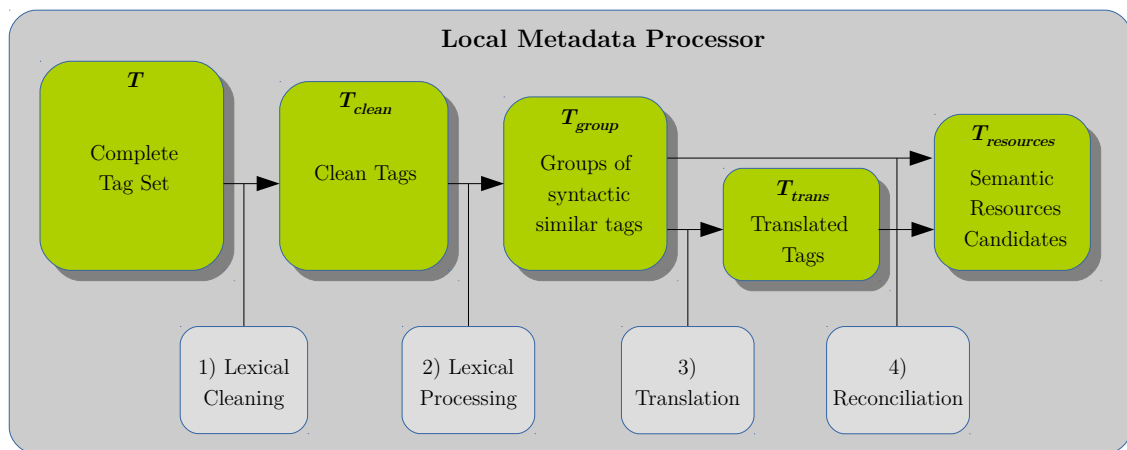 Local Metadata Processor
T
Complete
Tag Set
T_clean
Clean Tags
T_group
Groups of
syntactic
similar tags
T_trans
Translated
Tags
T_resources
Semantic
Resources
Candidates
1) Lexical
Cleaning
2) Lexical
Processing
3)
Translation
4)
Reconciliation